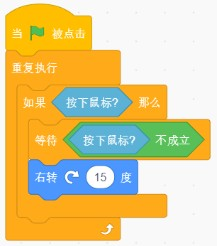 当 被点击
重复执行
如果 按下鼠标? 那么
等待 按下鼠标? 不成立
右转 15 度